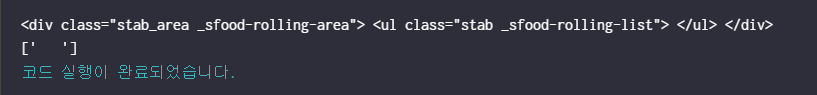 <div class="stab_area _sfood-rolling-area"> <ul class="stab _sfood-rolling-list"> </ul> </div>
['   ']
코드 실행이 완료되었습니다.